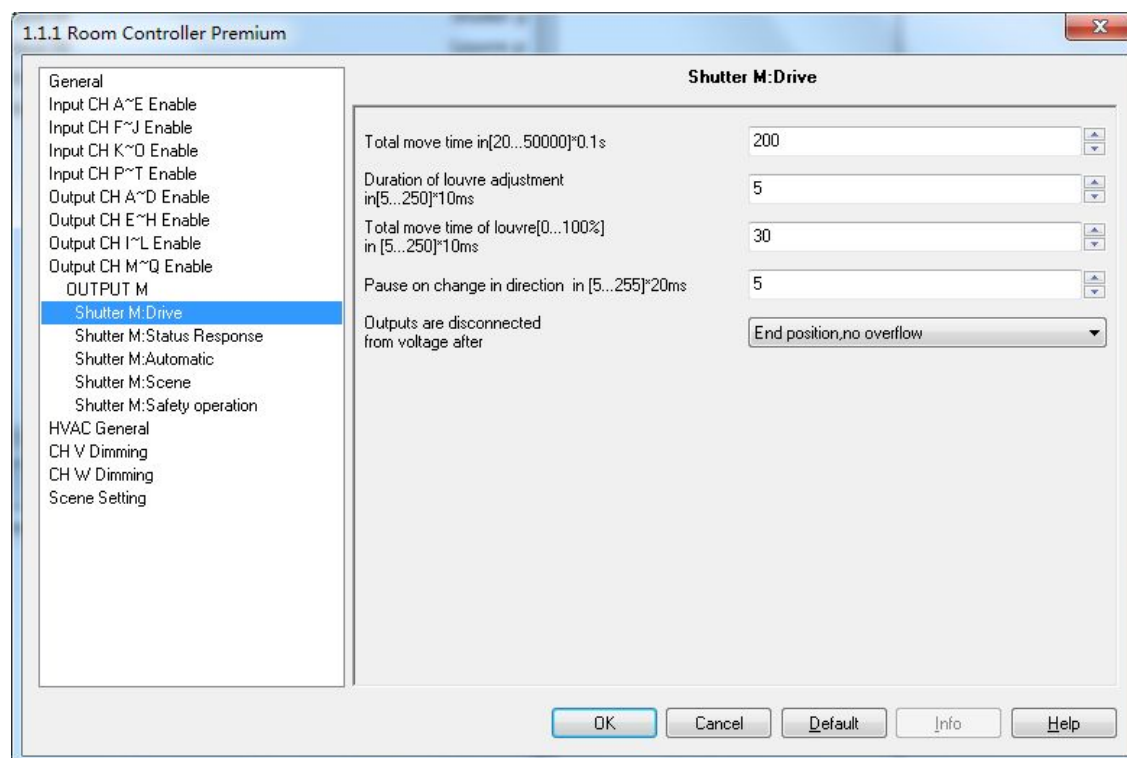 1.1.1 Room Controller Premium
General
Input CH A~E Enable
Input CH F~J Enable
Input CH K~O Enable
Input CH P~T Enable
Output CH A~D Enable
Output CH E~H Enable
Output CH I~L Enable
Output CH M~Q Enable
OUTPUT M
Shutter M:Drive
Shutter M:Status Response
Shutter M:Automatic
Shutter M:Scene
Shutter M:Safety operation
HVAC General
CH V Dimming
CH W Dimming
Scene Setting
Shutter M:Drive
Total move time in[20...50000]*0.1s
200
Duration of louvre adjustment
in[5...250]*10ms
5
Total move time of louvre[0...100%]
in [5...250]*10ms
30
Pause on change in direction  in [5...255]*20ms
5
Outputs are disconnected
from voltage after
End position,no overflow
OK
Cancel
Default
Info
Help